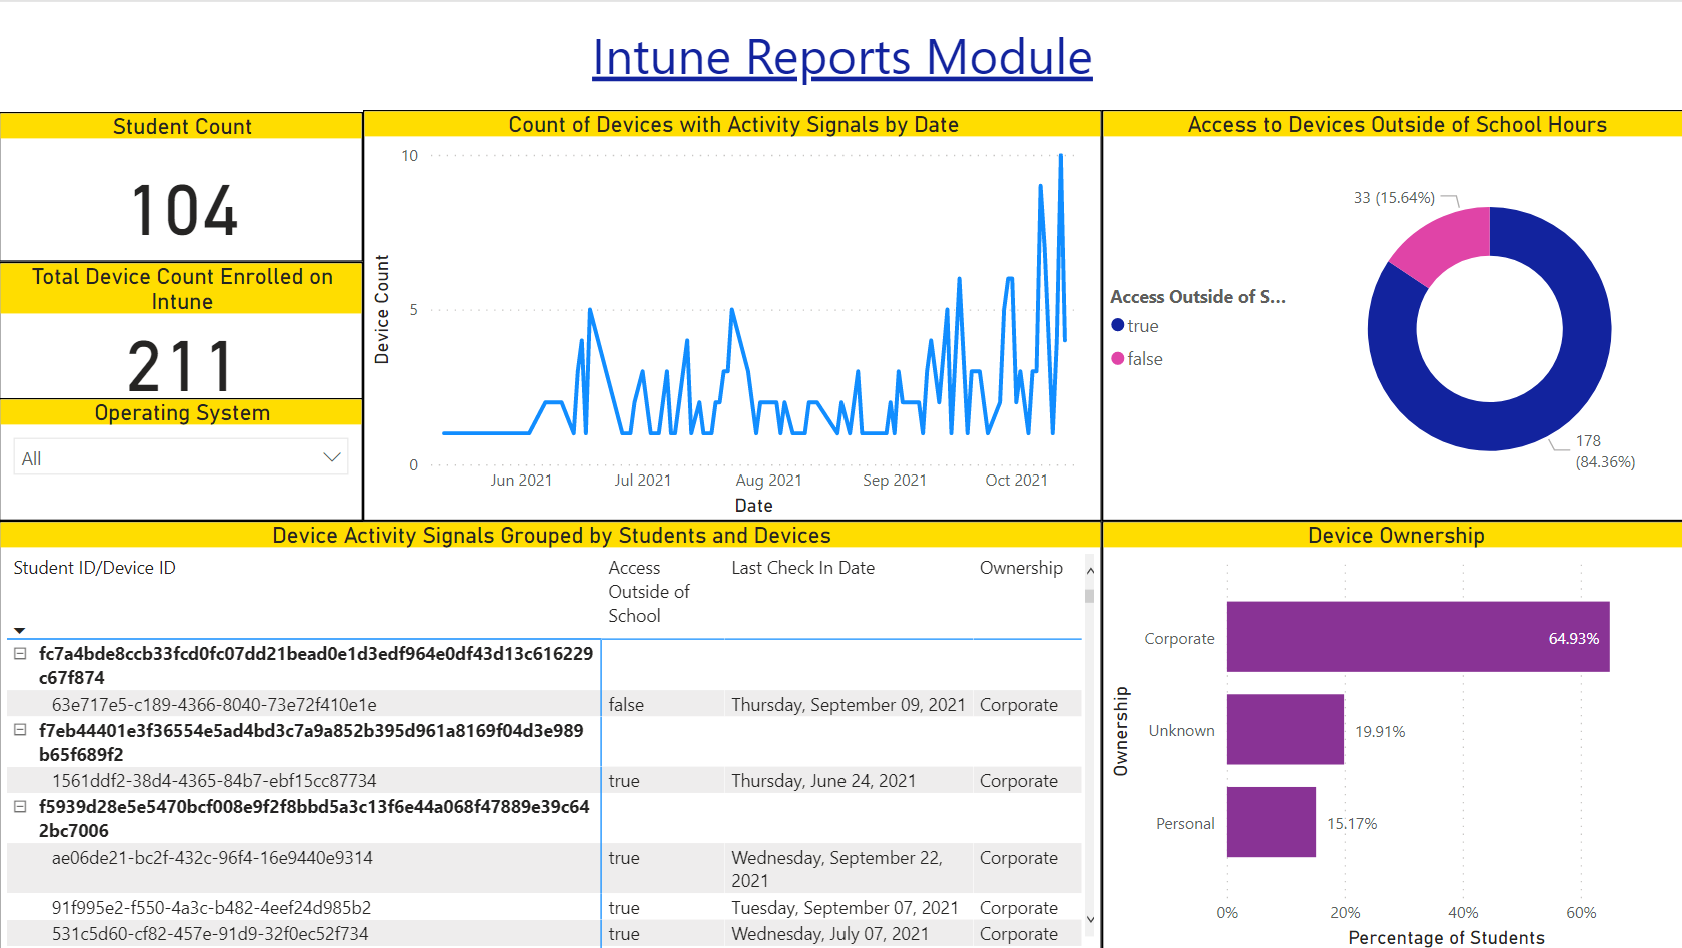 Intune Reports Module
Student Count
104
Total Device Count Enrolled on
Intune
211
Operating System
All
Count of Devices with Activity Signals by Date
10
5
0
Device Count
Jun 2021
Jul 2021
Aug 2021
Sep 2021
Oct 2021
Date
Access to Devices Outside of School Hours
33 (15.64%)
Access Outside of S...
true
false
178
(84.36%)
Device Activity Signals Grouped by Students and Devices
Student ID/Device ID
Access
Outside of
School
Last Check In Date
Ownership
fc7a4bde8ccb33fcd0fc07dd21bead0e1d3edf964e0df43d13c616229
c67f874
63e717e5-c189-4366-8040-73e72f410e1e false Thursday, September 09, 2021 Corporate
f7eb44401e3f36554e5ad4bd3c7a9a852b395d961a8169f04d3e989
b65f689f2
1561ddf2-38d4-4365-84b7-ebf15cc87734 true Thursday, June 24, 2021 Corporate
f5939d28e5e5470bcf008e9f2f8bbd5a3c13f6e44a068f47889e39c64
2bc7006
ae06de21-bc2f-432c-96f4-16e9440e9314 true Wednesday, September 22, Corporate
2021
91f995e2-f550-4a3c-b482-4eef24d985b2 true Tuesday, September 07, 2021 Corporate
531c5d60-cf82-457e-91d9-32f0ec52f734 true Wednesday, July 07, 2021 Corporate
Device Ownership
Ownership
Corporate
64.93%
Unknown
19.91%
Personal
15.17%
0%
20%
40%
60%
Percentage of Students